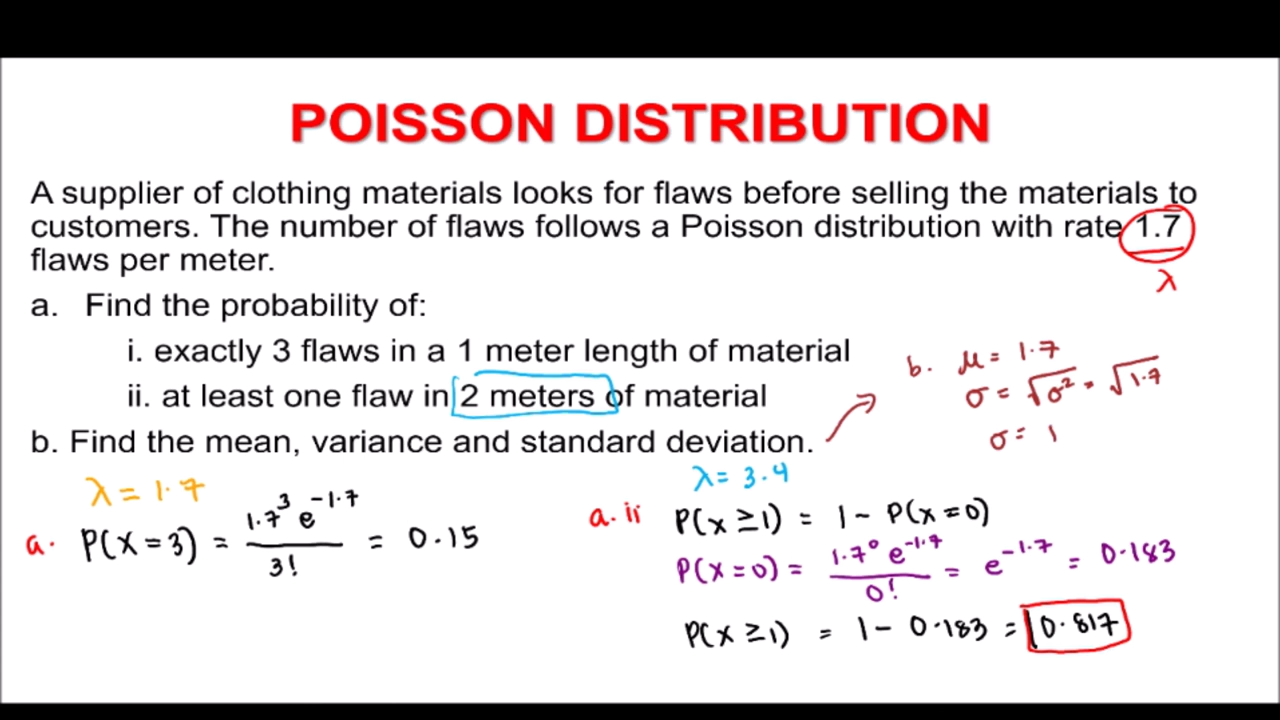 POISSON DISTRIBUTION
A supplier of clothing materials looks for flaws before selling the materials to
customers. The number of flaws follows a Poisson distribution with rate 1.7
flaws per meter.
λ
a. Find the probability of:
i. exactly 3 flaws in a 1 meter length of material
ii. at least one flaw in 2 meters of material
b. Find the mean, variance and standard deviation.
b. μ = 1.7
σ = √σ² = √1.7
σ = 1
λ = 1.7
a. P(x = 3) = 1.7³ e^-1.7 / 3! = 0.15
λ = 3.4
a. ii P(x ≥ 1) = 1 - P(x = 0)
P(x = 0) = 1.7⁰ e^-1.7 / 0! = e^-1.7 = 0.183
P(x ≥ 1) = 1 - 0.183 = 0.817